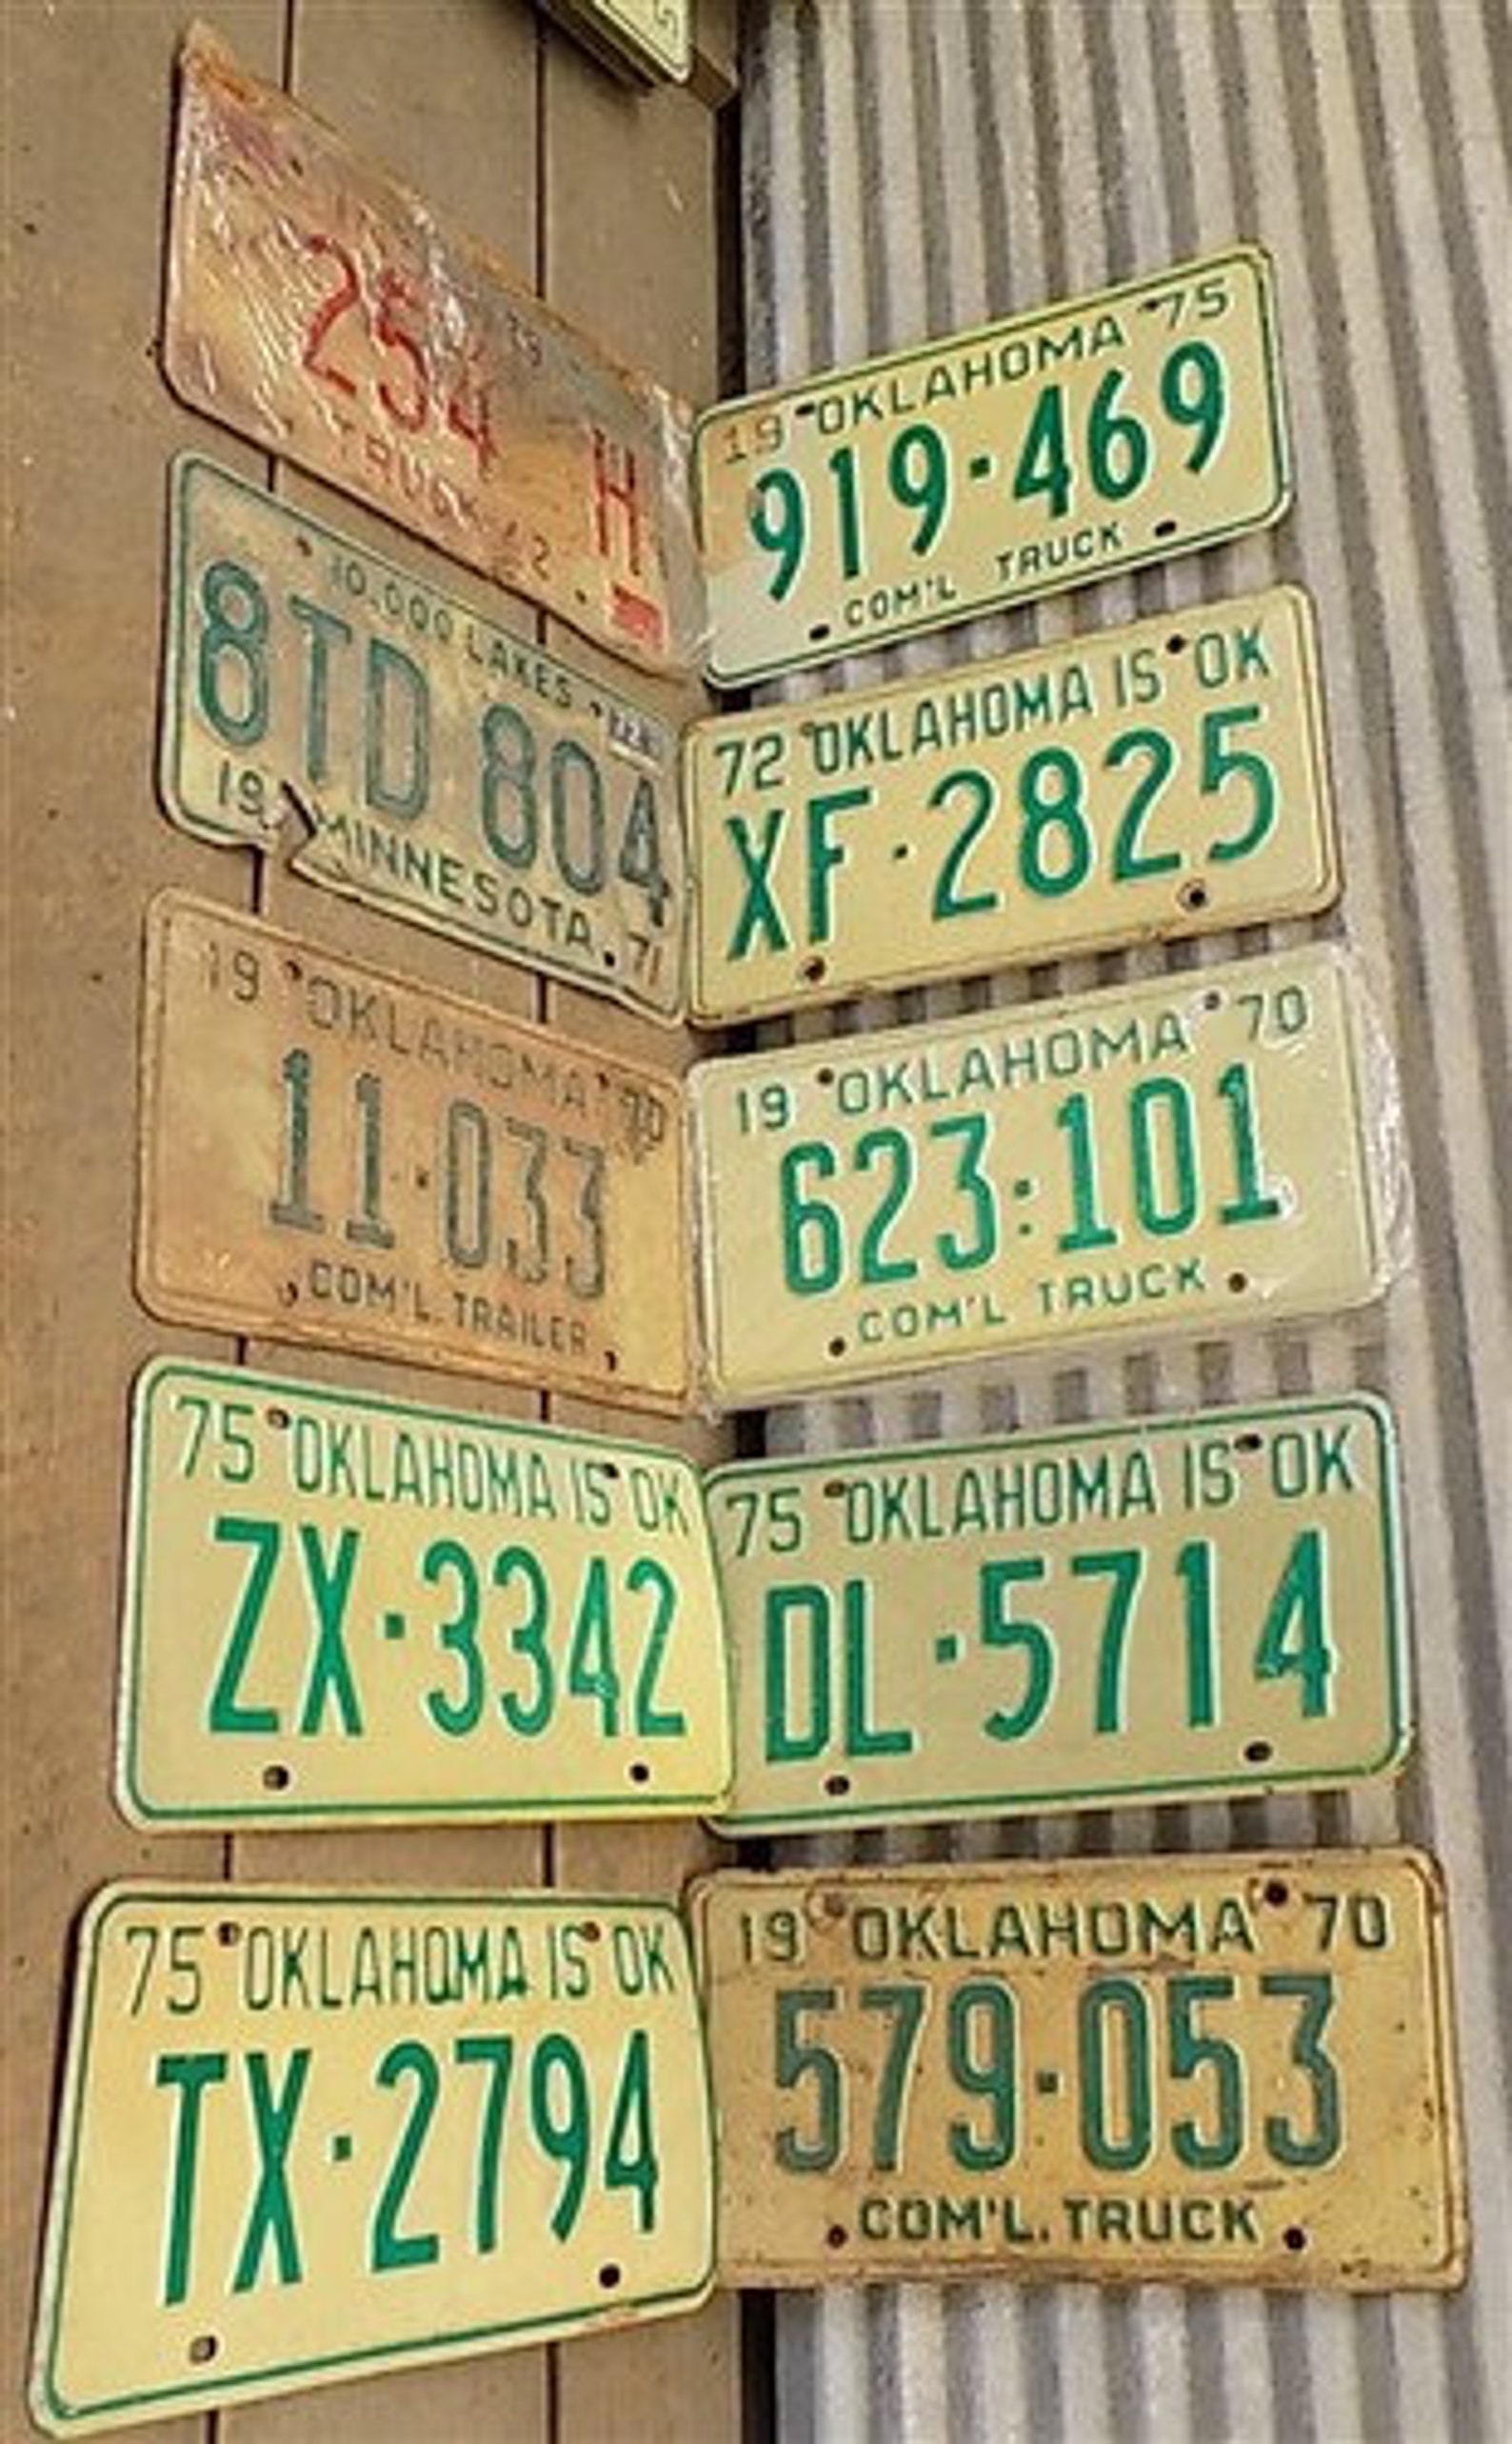 254
H
TRUCK
10,000 LAKES
8TD 804
19 MINNESOTA 71
19 OKLAHOMA
11·033
COM'L. TRAILER
75 OKLAHOMA IS OK
ZX·3342
75 OKLAHOMA IS OK
TX·2794
19 OKLAHOMA 75
919·469
COM'L TRUCK
72 OKLAHOMA IS OK
XF·2825
19 OKLAHOMA 70
623:101
COM'L TRUCK
75 OKLAHOMA IS OK
DL·5714
19 OKLAHOMA 70
579·053
COM'L. TRUCK